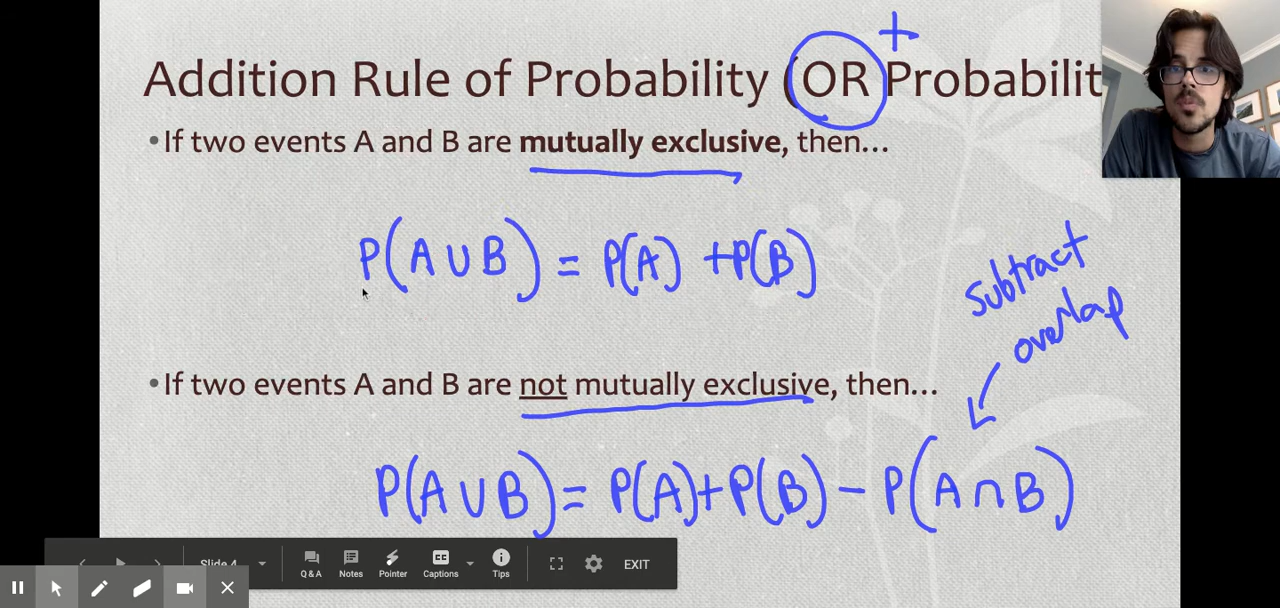 +
Addition Rule of Probability (OR Probabilit
•If two events A and B are mutually exclusive, then…
P(A ∪ B) = P(A) + P(B)
subtract
overlap
•If two events A and B are not mutually exclusive, then…
P(A ∪ B) = P(A) + P(B) − P(A ∩ B)
Slide 4
Q & A Notes Pointer CC Captions Tips EXIT